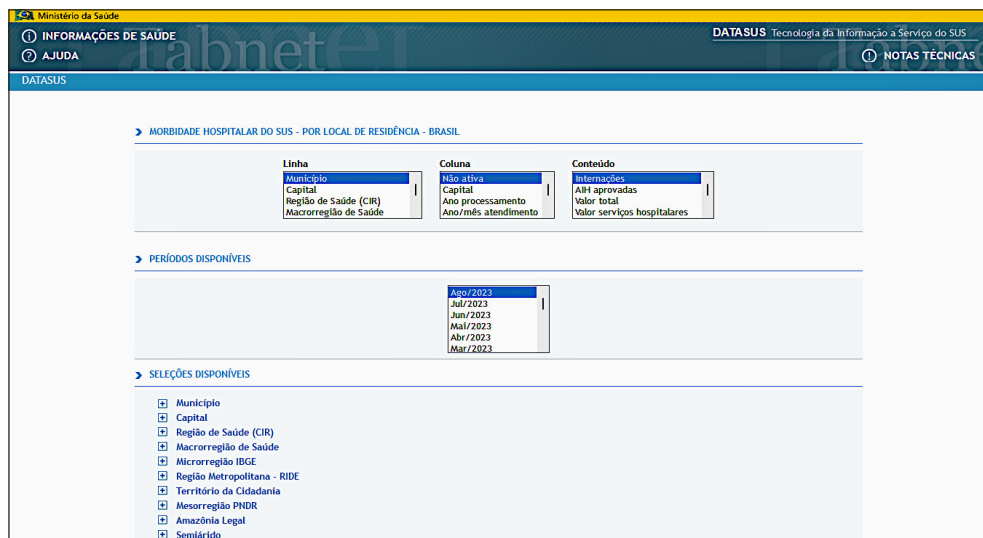 Ministério da Saúde
INFORMAÇÕES DE SAÚDE
Tabnet
DATASUS Tecnologia da Informação a Serviço do SUS
AJUDA
NOTAS TÉCNICAS
DATASUS
MORBIDADE HOSPITALAR DO SUS - POR LOCAL DE RESIDÊNCIA - BRASIL
Linha Coluna Conteúdo
Município Não ativa Internações
Capital Capital AIH aprovadas
Região de Saúde (CIR) Ano processamento Valor total
Macrorregião de Saúde Ano/mês atendimento Valor serviços hospitalares
PERÍODOS DISPONÍVEIS
Ago/2023
Jul/2023
Jun/2023
Mai/2023
Abr/2023
Mar/2023
SELEÇÕES DISPONÍVEIS
Município
Capital
Região de Saúde (CIR)
Macrorregião de Saúde
Microrregião IBGE
Região Metropolitana - RIDE
Território da Cidadania
Mesorregião PNDR
Amazônia Legal
Semiárido